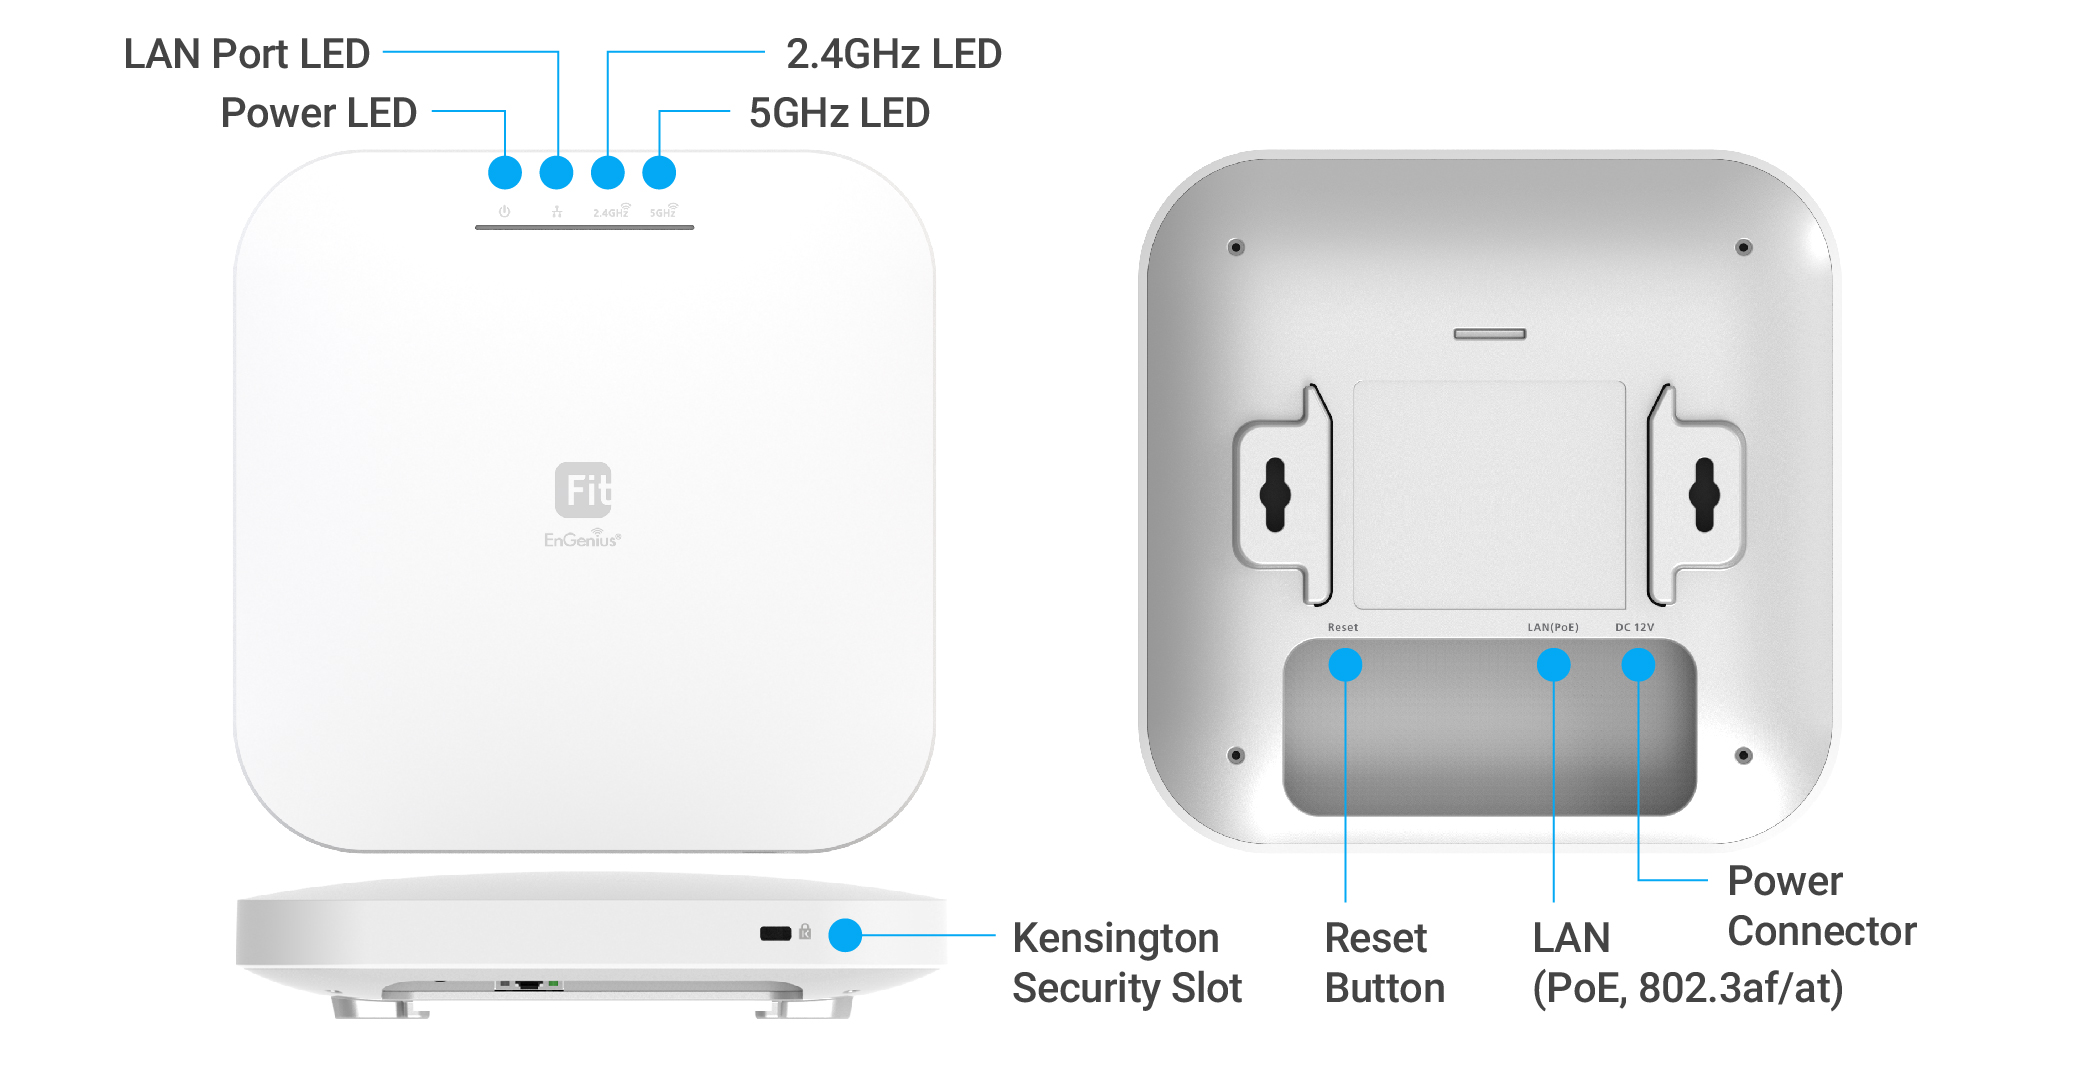 LAN Port LED
2.4GHz LED
Power LED
5GHz LED
2.4GHz
5GHz
Fit
EnGenius®
Reset
LAN(PoE)
DC 12V
K
Kensington
Security Slot
Reset
Button
LAN
(PoE, 802.3af/at)
Power
Connector